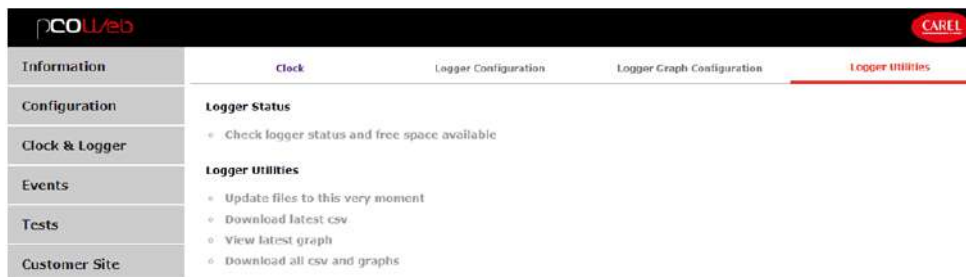 pCOWeb
CAREL
Information
Configuration
Clock & Logger
Events
Tests
Customer Site
Clock
Logger Configuration
Logger Graph Configuration
Logger Utilities
Logger Status
Check logger status and free space available
Logger Utilities
Update files to this very moment
Download latest csv
View latest graph
Download all csv and graphs